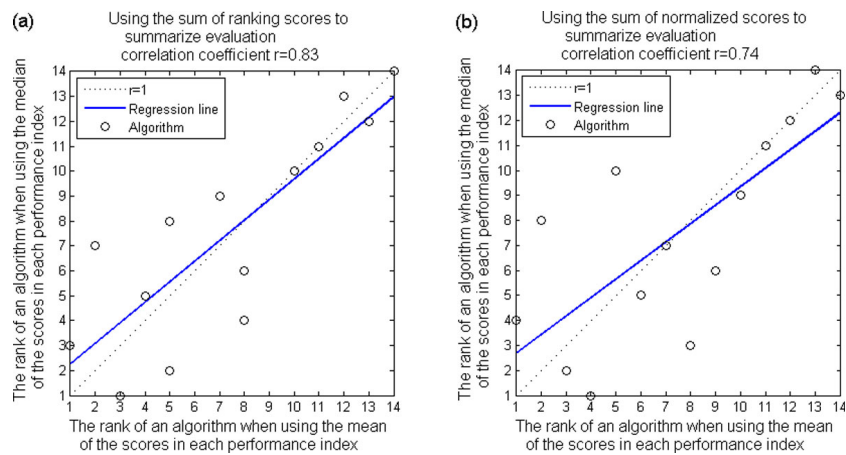 (a)
Using the sum of ranking scores to
summarize evaluation
correlation coefficient r=0.83
The rank of an algorithm when using the median
of the scores in each performance index
14
13
12
11
10
9
8
7
6
5
4
3
2
1
r=1
Regression line
Algorithm
1 2 3 4 5 6 7 8 9 10 11 12 13 14
The rank of an algorithm when using the mean
of the scores in each performance index
(b)
Using the sum of normalized scores to
summarize evaluation
correlation coefficient r=0.74
The rank of an algorithm when using the median
of the scores in each performance index
14
13
12
11
10
9
8
7
6
5
4
3
2
1
r=1
Regression line
Algorithm
1 2 3 4 5 6 7 8 9 10 11 12 13 14
The rank of an algorithm when using the mean
of the scores in each performance index